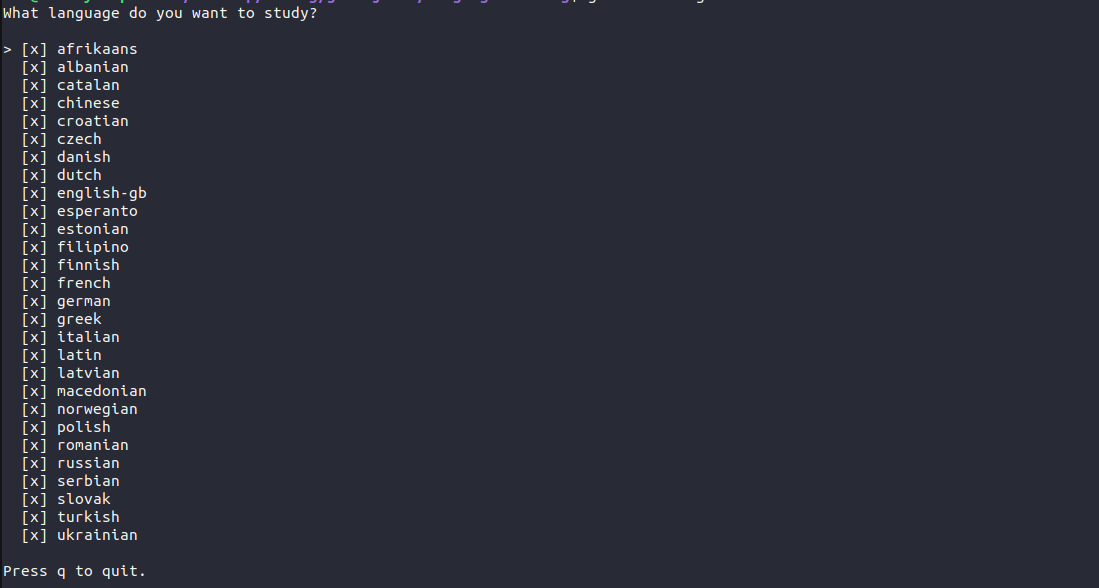 What language do you want to study?
> [x] afrikaans
[x] albanian
[x] catalan
[x] chinese
[x] croatian
[x] czech
[x] danish
[x] dutch
[x] english-gb
[x] esperanto
[x] estonian
[x] filipino
[x] finnish
[x] french
[x] german
[x] greek
[x] italian
[x] latin
[x] latvian
[x] macedonian
[x] norwegian
[x] polish
[x] romanian
[x] russian
[x] serbian
[x] slovak
[x] turkish
[x] ukrainian
Press q to quit.